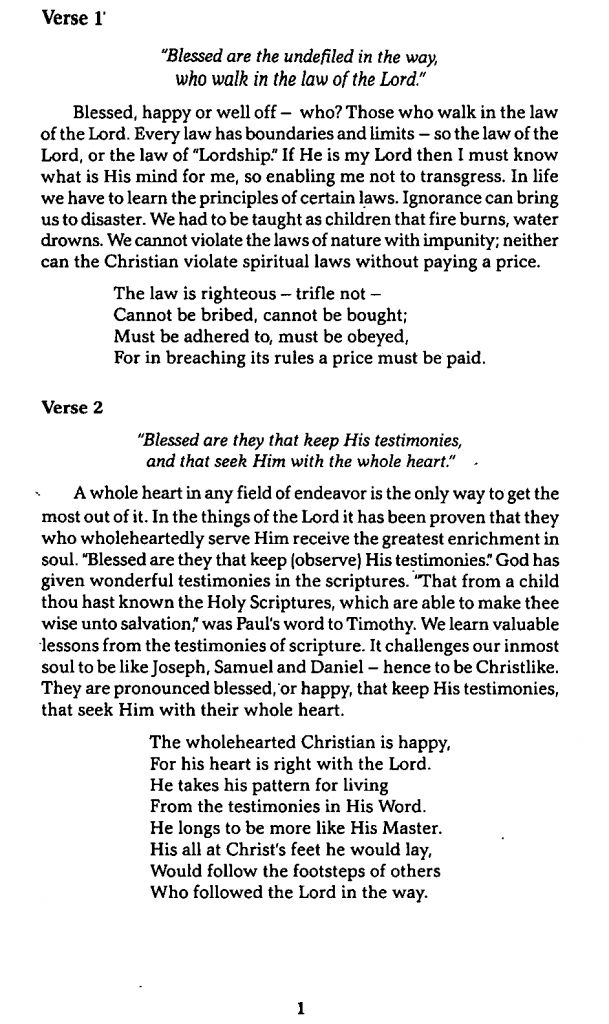 Verse 1
"Blessed are the undefiled in the way,
who walk in the law of the Lord."
Blessed, happy or well off – who? Those who walk in the law
of the Lord. Every law has boundaries and limits – so the law of the
Lord, or the law of "Lordship." If He is my Lord then I must know
what is His mind for me, so enabling me not to transgress. In life
we have to learn the principles of certain laws. Ignorance can bring
us to disaster. We had to be taught as children that fire burns, water
drowns. We cannot violate the laws of nature with impunity; neither
can the Christian violate spiritual laws without paying a price.
The law is righteous – trifle not –
Cannot be bribed, cannot be bought;
Must be adhered to, must be obeyed,
For in breaching its rules a price must be paid.
Verse 2
"Blessed are they that keep His testimonies,
and that seek Him with the whole heart."
A whole heart in any field of endeavor is the only way to get the
most out of it. In the things of the Lord it has been proven that they
who wholeheartedly serve Him receive the greatest enrichment in
soul. "Blessed are they that keep (observe) His testimonies." God has
given wonderful testimonies in the scriptures. "That from a child
thou hast known the Holy Scriptures, which are able to make thee
wise unto salvation," was Paul's word to Timothy. We learn valuable
lessons from the testimonies of scripture. It challenges our inmost
soul to be like Joseph, Samuel and Daniel – hence to be Christlike.
They are pronounced blessed, or happy, that keep His testimonies,
that seek Him with their whole heart.
The wholehearted Christian is happy,
For his heart is right with the Lord.
He takes his pattern for living
From the testimonies in His Word.
He longs to be more like His Master.
His all at Christ's feet he would lay,
Would follow the footsteps of others
Who followed the Lord in the way.
1